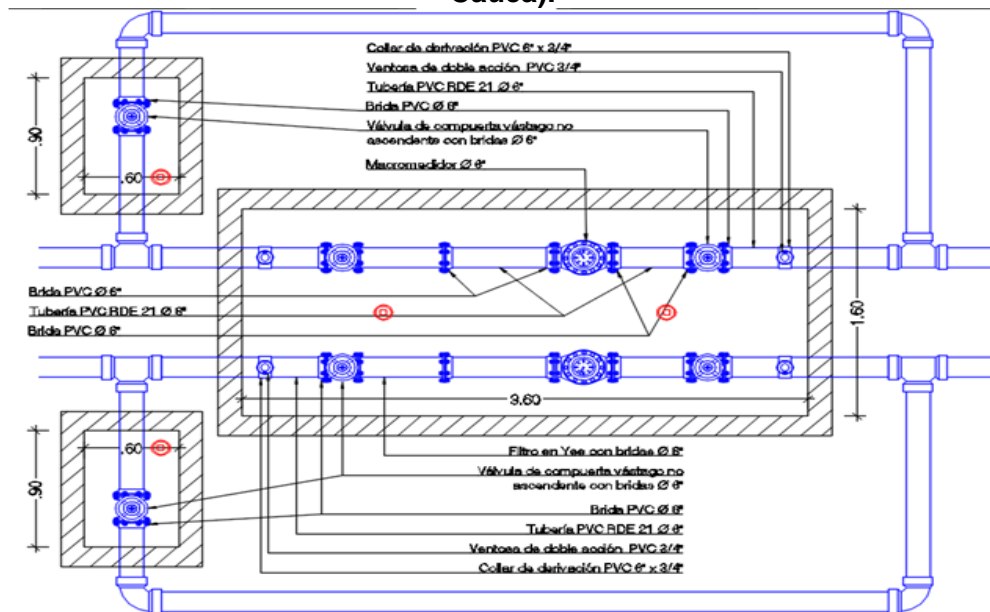 Cauca).
Collar de derivación PVC 6" x 3/4"
Ventosa de doble acción PVC 3/4"
Tubería PVC RDE 21 Ø 6"
Brida PVC Ø 6"
Válvula de compuerta vástago no
ascendente con bridas Ø 6"
Macromedidor Ø 6"
.90
.60
Brida PVC Ø 6"
Tubería PVC RDE 21 Ø 6"
Brida PVC Ø 6"
1.60
3.60
.60
.90
Filtro en Yee con bridas Ø 6"
Válvula de compuerta vástago no
ascendente con bridas Ø 6"
Brida PVC Ø 6"
Tubería PVC RDE 21 Ø 6"
Ventosa de doble acción PVC 3/4"
Collar de derivación PVC 6" x 3/4"